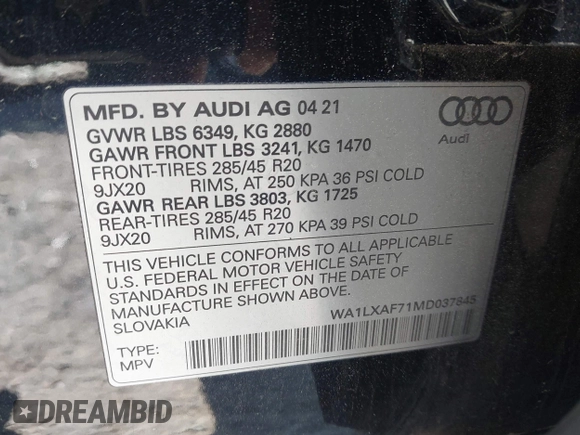 MFD. BY AUDI AG 04 21
GVWR LBS 6349, KG 2880
GAWR FRONT LBS 3241, KG 1470
FRONT-TIRES 285/45 R20
9JX20 RIMS, AT 250 KPA 36 PSI COLD
GAWR REAR LBS 3803, KG 1725
REAR-TIRES 285/45 R20
9JX20 RIMS, AT 270 KPA 39 PSI COLD
Audi
THIS VEHICLE CONFORMS TO ALL APPLICABLE
U.S. FEDERAL MOTOR VEHICLE SAFETY
STANDARDS IN EFFECT ON THE DATE OF
MANUFACTURE SHOWN ABOVE.
SLOVAKIA
WA1LXAF71MD037845
TYPE:
MPV
DREAMBID